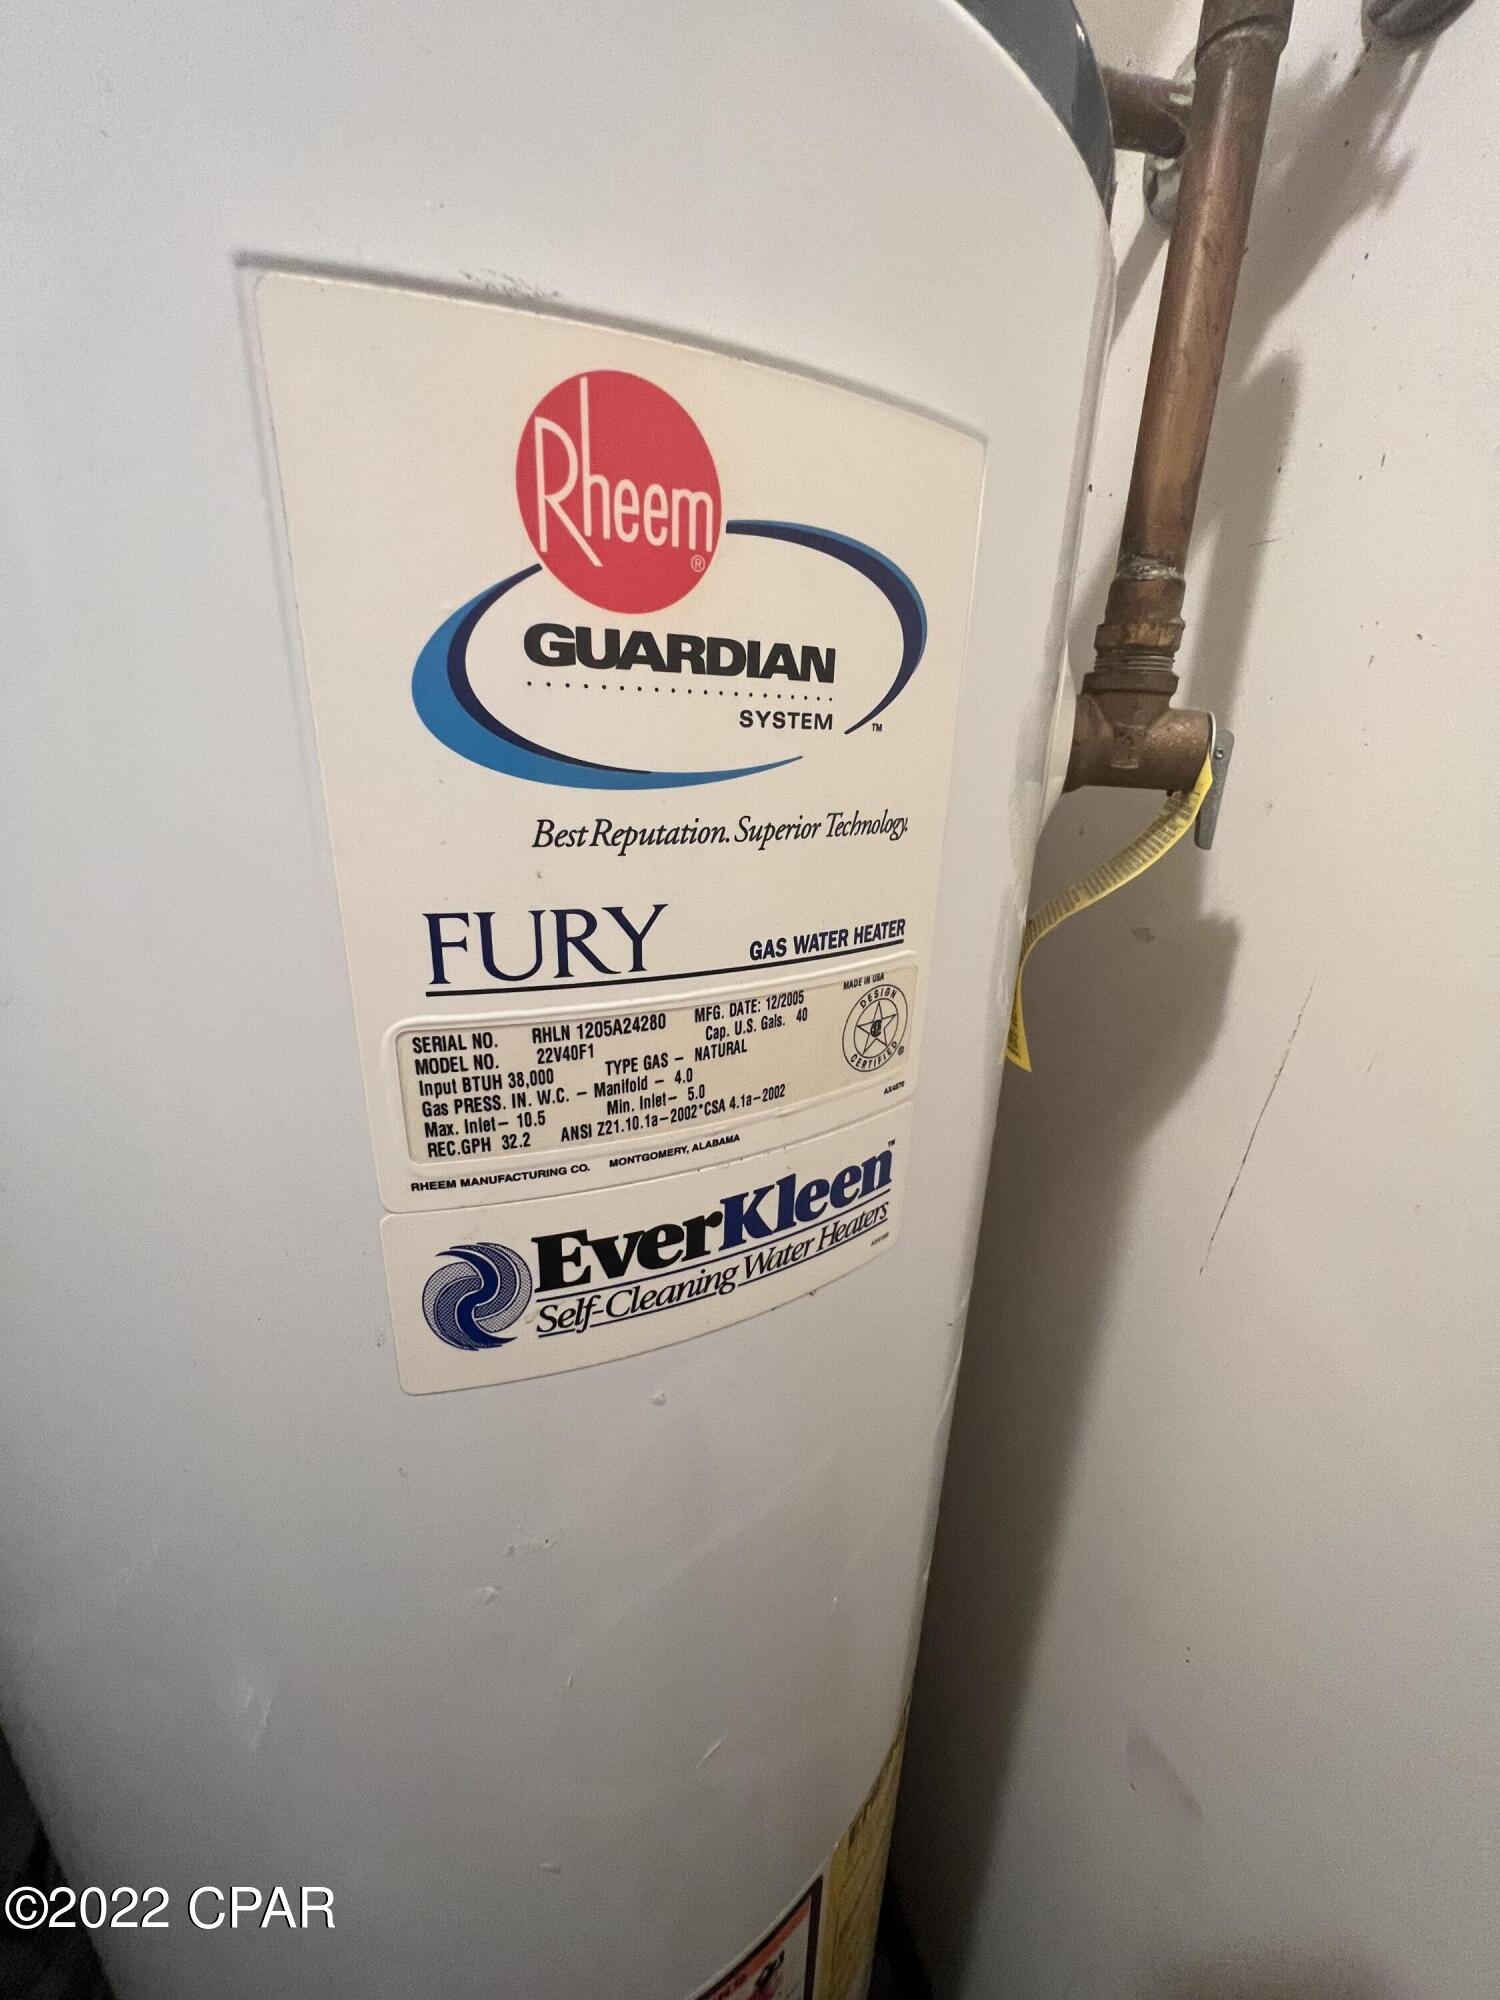 Rheem®
GUARDIAN
SYSTEM ™
Best Reputation. Superior Technology.
FURY GAS WATER HEATER
MADE IN USA
DESIGN
CERTIFIED ®
SERIAL NO. RHLN 1205A24280 MFG. DATE: 12/2005
MODEL NO. 22V40F1 Cap. U.S. Gals. 40
Input BTUH 38,000 TYPE GAS – NATURAL
Gas PRESS. IN. W.C. – Manifold – 4.0
Max. Inlet– 10.5 Min. Inlet– 5.0
REC.GPH 32.2 ANSI Z21.10.1a–2002*CSA 4.1a–2002
RHEEM MANUFACTURING CO. MONTGOMERY, ALABAMA
EverKleen™
Self-Cleaning Water Heaters
©2022 CPAR